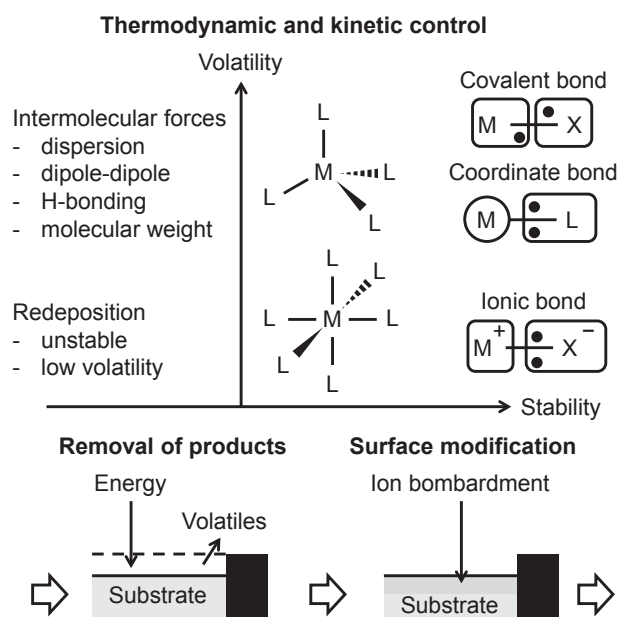 Thermodynamic and kinetic control
Volatility
Intermolecular forces
- dispersion
- dipole-dipole
- H-bonding
- molecular weight
Redeposition
- unstable
- low volatility
L
M
L
L
L
L
L
L
M
L
L
L
Covalent bond
M X
Coordinate bond
M L
Ionic bond
M+ X−
Stability
Removal of products
Energy
Volatiles
Substrate
Surface modification
Ion bombardment
Substrate